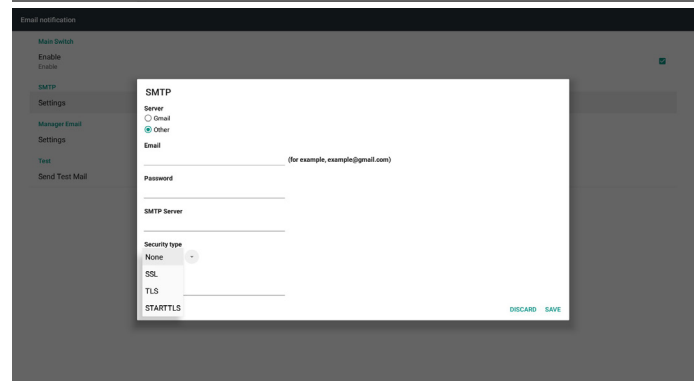 Email notification
Main Switch
Enable
Enable
SMTP
Settings
Manager Email
Settings
Test
Send Test Mail
SMTP
Server
Gmail
Other
Email
(for example, example@gmail.com)
Password
SMTP Server
Security type
None
SSL
TLS
STARTTLS
DISCARD SAVE